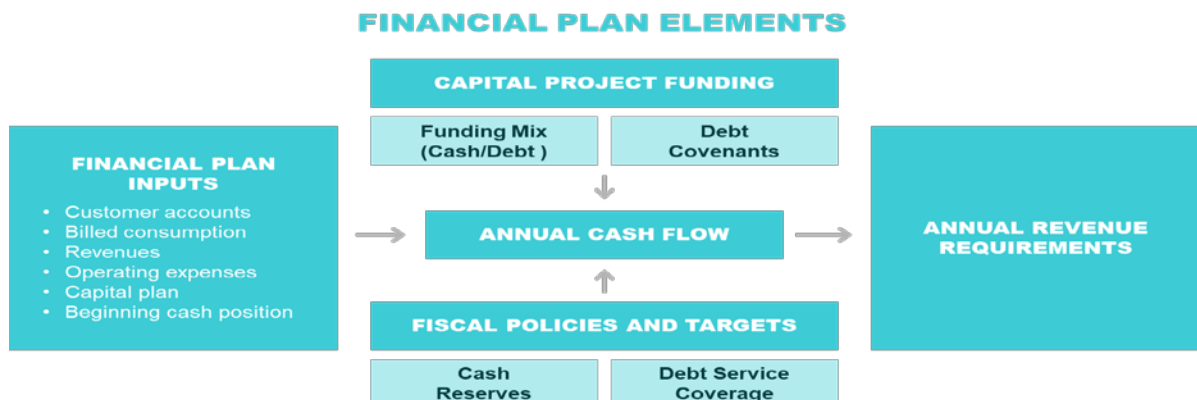 FINANCIAL PLAN ELEMENTS
CAPITAL PROJECT FUNDING
Funding Mix
(Cash/Debt )
Debt
Covenants
FINANCIAL PLAN
INPUTS
• Customer accounts
• Billed consumption
• Revenues
• Operating expenses
• Capital plan
• Beginning cash position
ANNUAL CASH FLOW
ANNUAL REVENUE
REQUIREMENTS
FISCAL POLICIES AND TARGETS
Cash
Reserves
Debt Service
Coverage